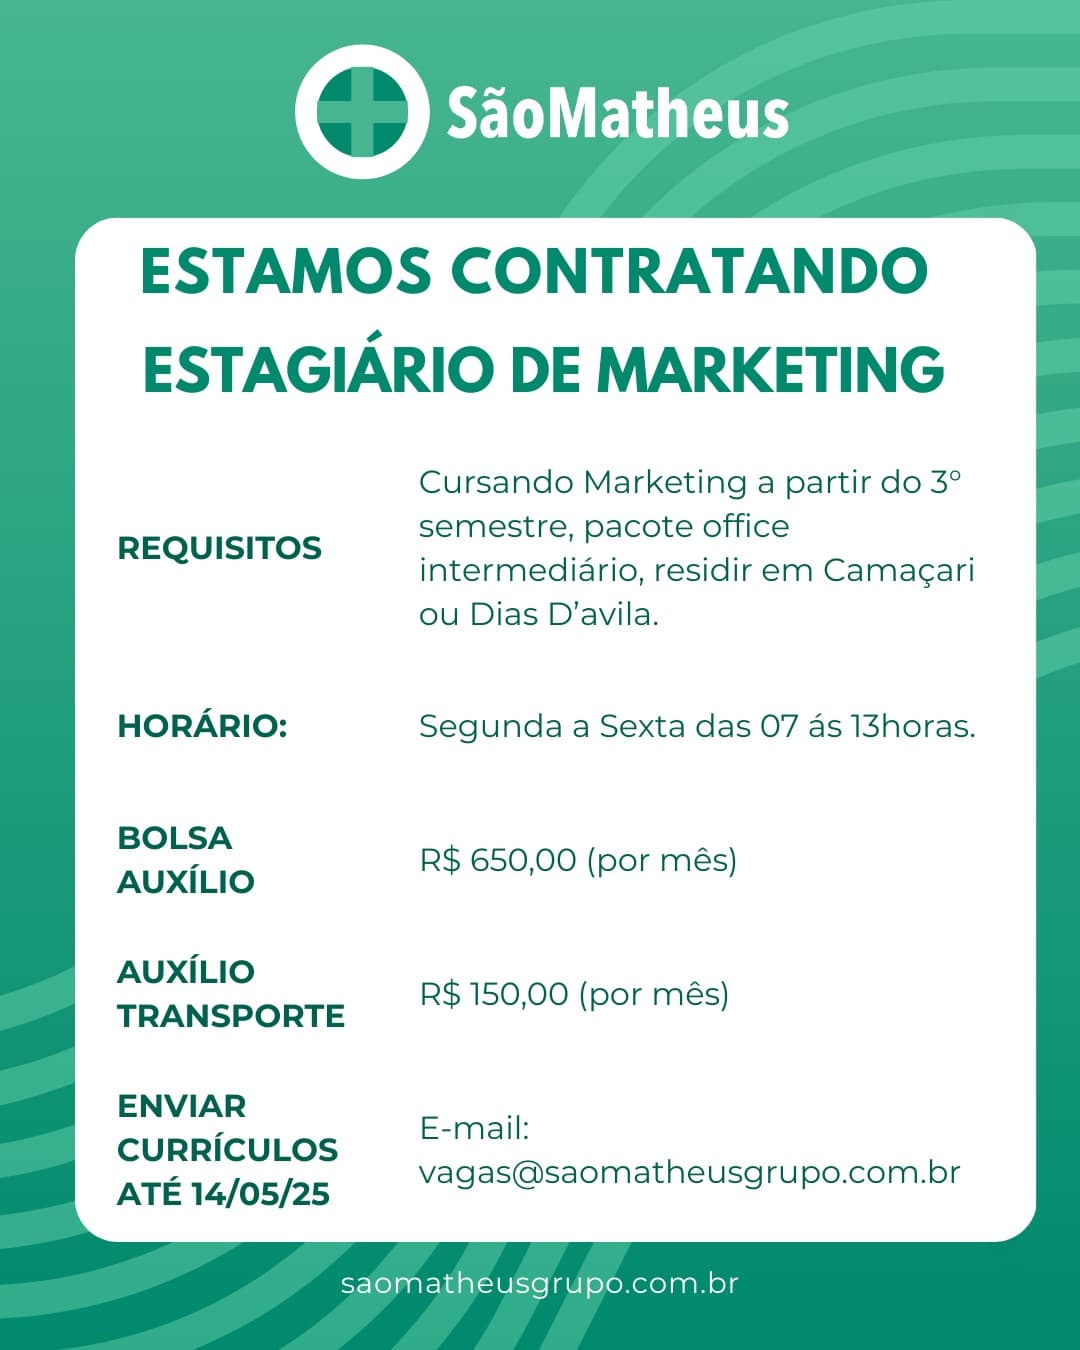 SãoMatheus
ESTAMOS CONTRATANDO
ESTAGIÁRIO DE MARKETING
REQUISITOS
Cursando Marketing a partir do 3º
semestre, pacote office
intermediário, residir em Camaçari
ou Dias D’avila.
HORÁRIO:
Segunda a Sexta das 07 ás 13horas.
BOLSA
AUXÍLIO
R$ 650,00 (por mês)
AUXÍLIO
TRANSPORTE
R$ 150,00 (por mês)
ENVIAR
CURRÍCULOS
ATÉ 14/05/25
E-mail:
vagas@saomatheusgrupo.com.br
saomatheusgrupo.com.br